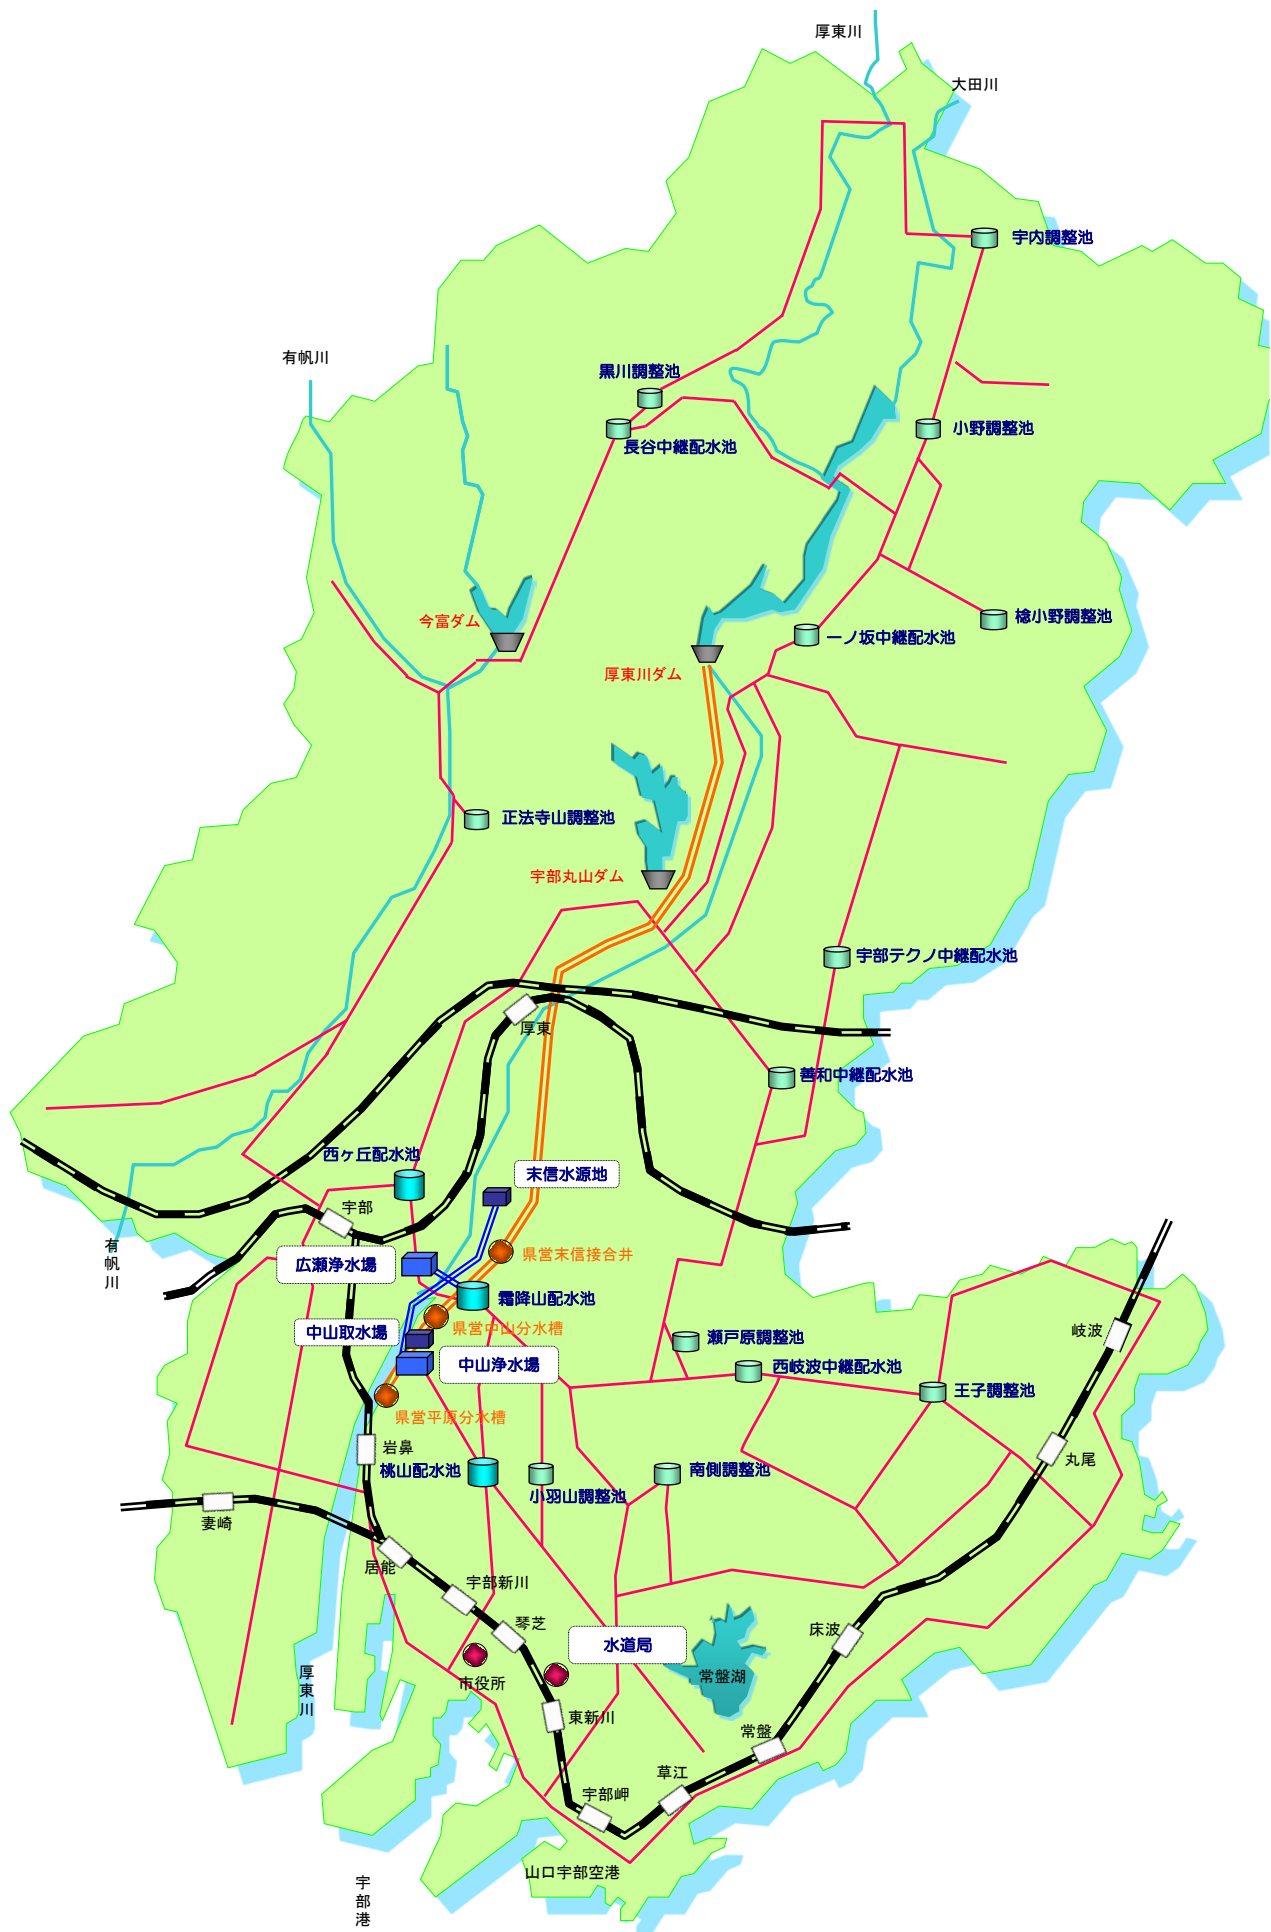 厚東川
大田川
宇内調整池
有帆川
黒川調整池
小野調整池
長谷中継配水池
今富ダム
棯小野調整池
一ノ坂中継配水池
厚東川ダム
正法寺山調整池
宇部丸山ダム
宇部テクノ中継配水池
厚東
善和中継配水池
西ヶ丘配水池
末信水源地
宇部
有帆川
広瀬浄水場
県営末信接合井
霜降山配水池
県営中山分水槽
中山取水場
瀬戸原調整池
岐波
中山浄水場
西岐波中継配水池
王子調整池
県営平原分水槽
岩鼻
丸尾
桃山配水池
南側調整池
小羽山調整池
妻崎
居能
宇部新川
琴芝
床波
水道局
厚東川
市役所
常盤湖
東新川
常盤
草江
宇部岬
山口宇部空港
宇部港